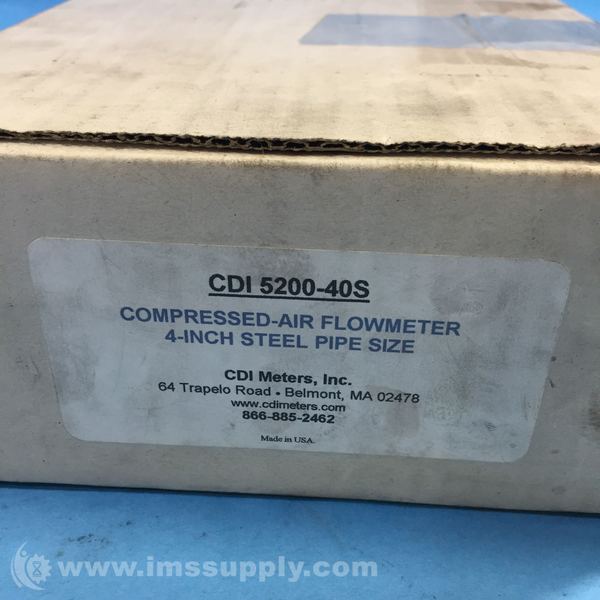 CDI 5200-40S
COMPRESSED-AIR FLOWMETER
4-INCH STEEL PIPE SIZE
CDI Meters, Inc.
64 Trapelo Road • Belmont, MA 02478
www.cdimeters.com
866-885-2462
Made in USA.
www.imssupply.com